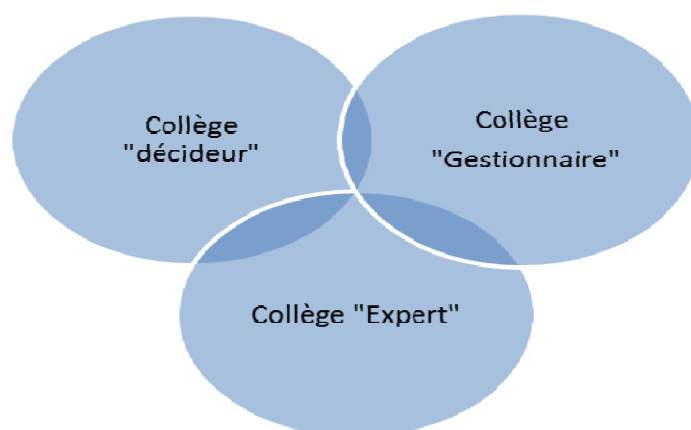 Collège
"décideur"
Collège
"Gestionnaire"
Collège "Expert"